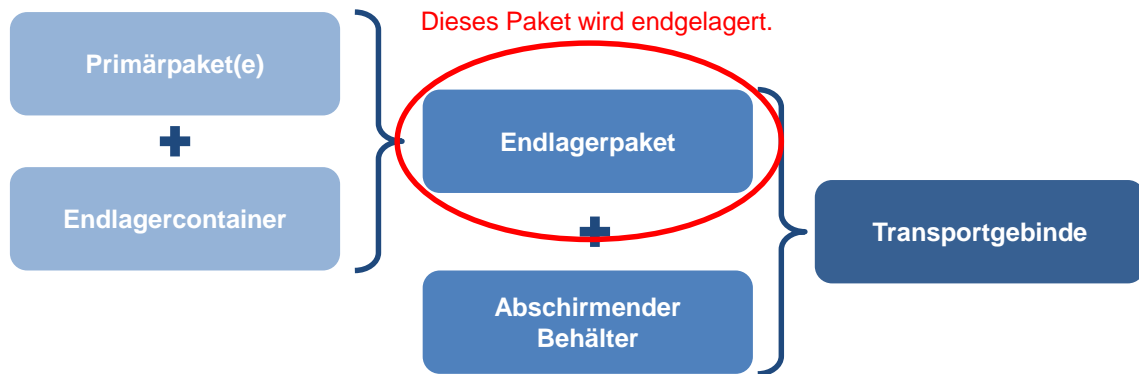 Dieses Paket wird endgelagert.
Primärpaket(e)
Endlagercontainer
Endlagerpaket
Abschirmender
Behälter
Transportgebinde